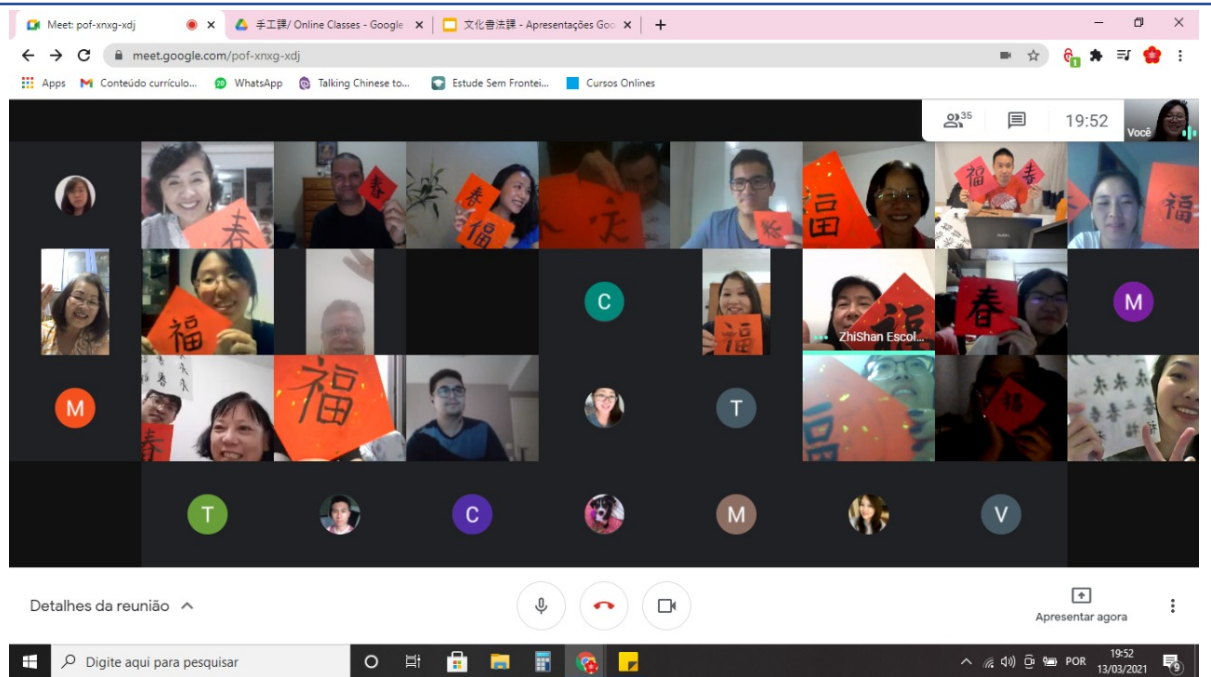 Meet: pof-xnxg-xdj
手工課/ Online Classes - Google
文化書法課 - Apresentações Goo
meet.google.com/pof-xnxg-xdj
Apps
Conteúdo currículo...
WhatsApp
Talking Chinese to...
Estude Sem Frontei...
Cursos Onlines
35
19:52
Você
春
春
福
福
福
春
福
福
C
福
ZhiShan Escol...
福
春
M
M
春
福
T
福
福
T
C
M
V
Detalhes da reunião
Apresentar agora
Digite aqui para pesquisar
POR
19:52
13/03/2021
9